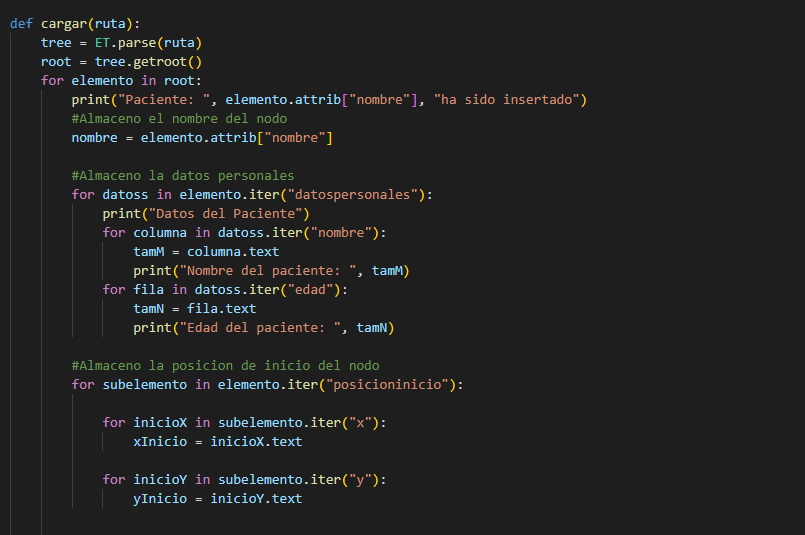 def cargar(ruta):
tree = ET.parse(ruta)
root = tree.getroot()
for elemento in root:
print("Paciente: ", elemento.attrib["nombre"], "ha sido insertado")
#Almaceno el nombre del nodo
nombre = elemento.attrib["nombre"]
#Almaceno la datos personales
for datoss in elemento.iter("datospersonales"):
print("Datos del Paciente")
for columna in datoss.iter("nombre"):
tamM = columna.text
print("Nombre del paciente: ", tamM)
for fila in datoss.iter("edad"):
tamN = fila.text
print("Edad del paciente: ", tamN)
#Almaceno la posicion de inicio del nodo
for subelemento in elemento.iter("posicioninicio"):
for inicioX in subelemento.iter("x"):
xInicio = inicioX.text
for inicioY in subelemento.iter("y"):
yInicio = inicioY.text